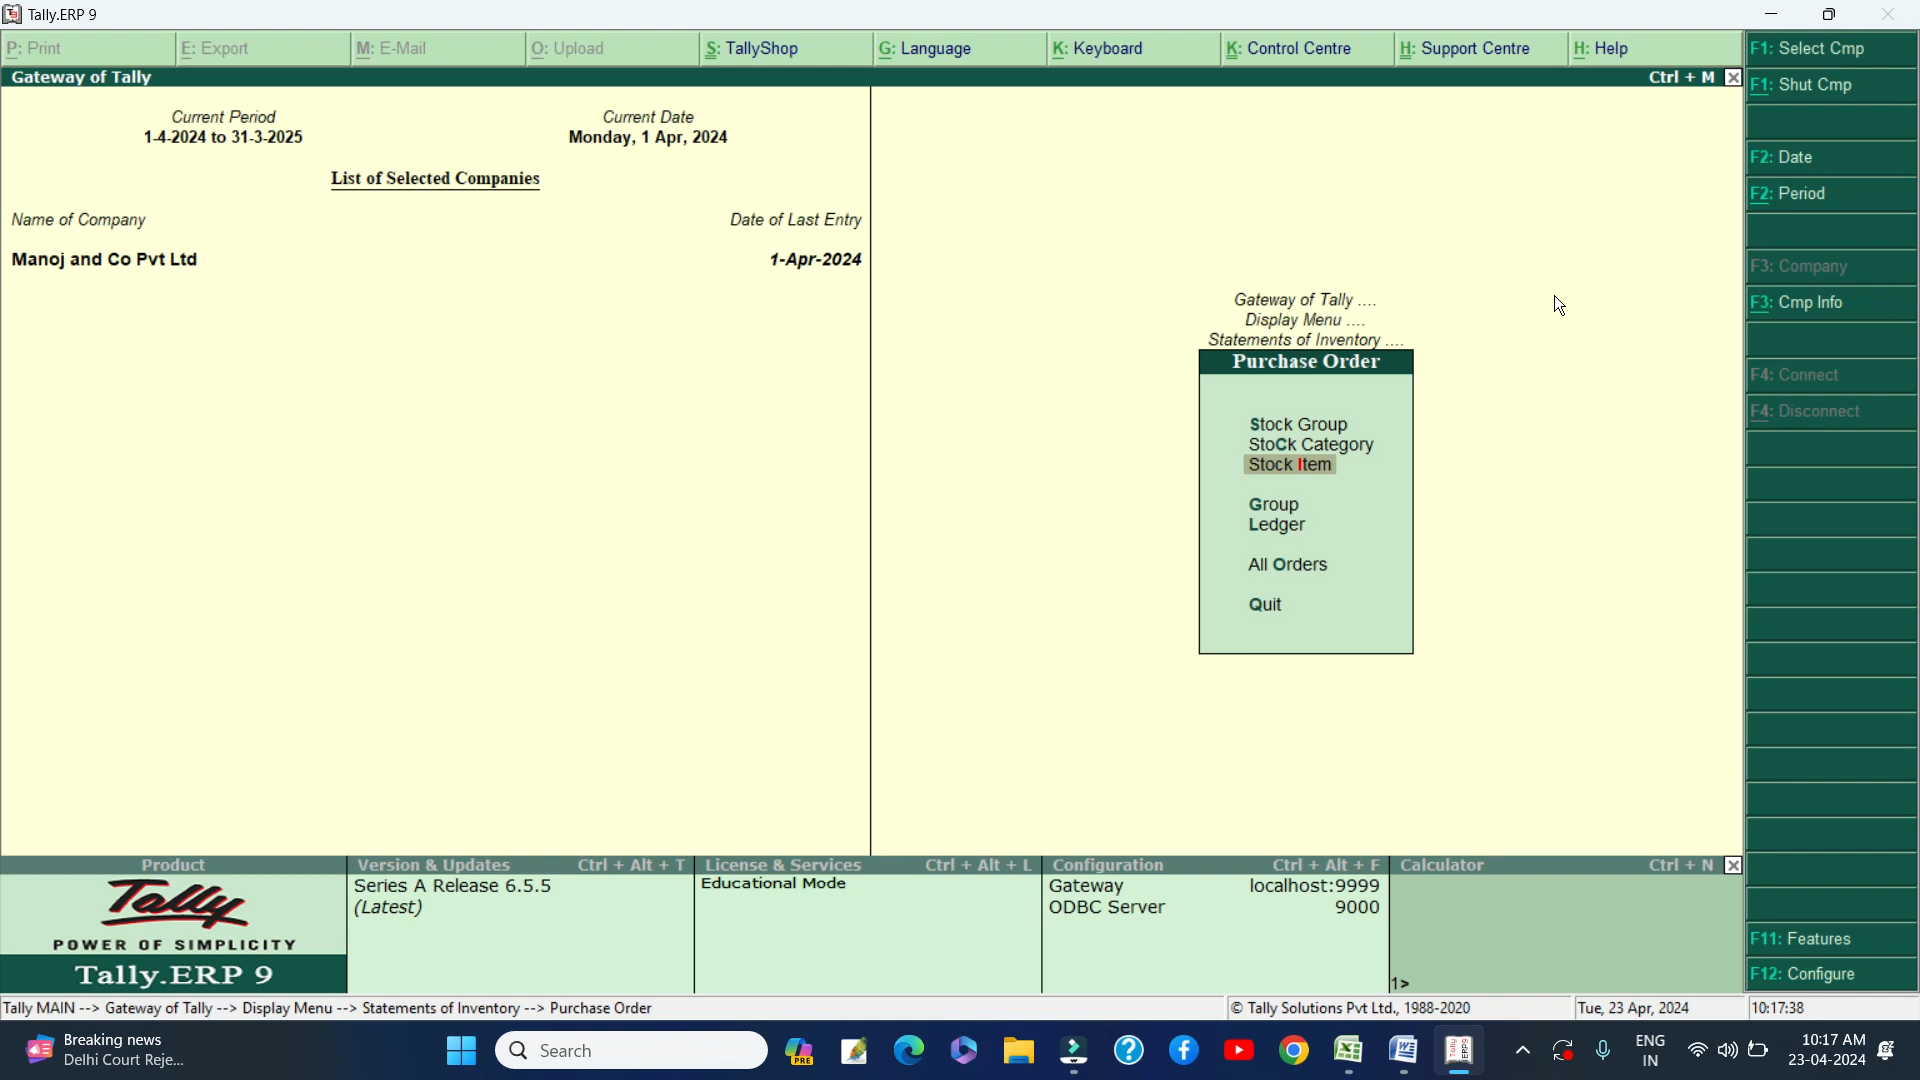 Tally.ERP 9
P: Print E: Export M: E-Mail O: Upload S: TallyShop G: Language K: Keyboard K: Control Centre H: Support Centre H: Help
Gateway of Tally Ctrl + M
Current Period Current Date
1-4-2024 to 31-3-2025 Monday, 1 Apr, 2024
List of Selected Companies
Name of Company Date of Last Entry
Manoj and Co Pvt Ltd 1-Apr-2024
Gateway of Tally ....
Display Menu ....
Statements of Inventory ....
Purchase Order
Stock Group
StoCk Category
Stock Item
Group
Ledger
All Orders
Quit
F1: Select Cmp
F1: Shut Cmp
F2: Date
F2: Period
F3: Company
F3: Cmp Info
F4: Connect
F4: Disconnect
F11: Features
F12: Configure
Product
Tally
POWER OF SIMPLICITY
Tally.ERP 9
Version & Updates Ctrl + Alt + T
Series A Release 6.5.5
(Latest)
License & Services Ctrl + Alt + L
Educational Mode
Configuration Ctrl + Alt + F
Gateway localhost:9999
ODBC Server 9000
Calculator Ctrl + N
1>
Tally MAIN --> Gateway of Tally --> Display Menu --> Statements of Inventory --> Purchase Order © Tally Solutions Pvt Ltd., 1988-2020 Tue, 23 Apr, 2024 10:17:38
Breaking news
Delhi Court Reje...
Search
PRE
ENG
IN
10:17 AM
23-04-2024